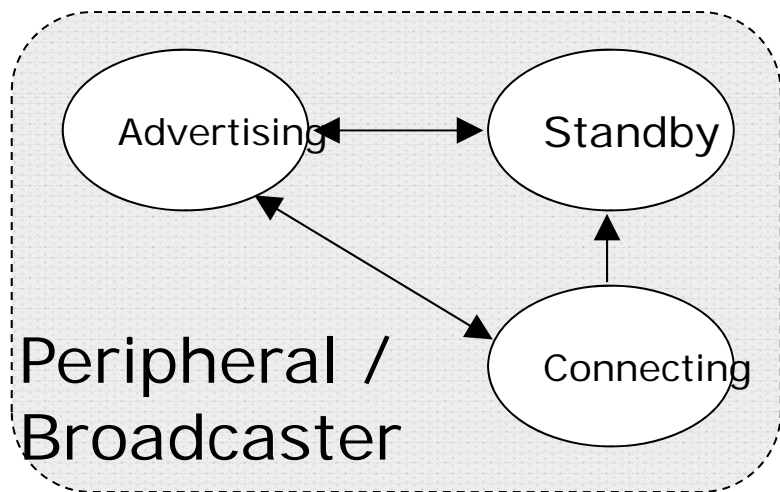 Advertising
Standby
Connecting
Peripheral /
Broadcaster